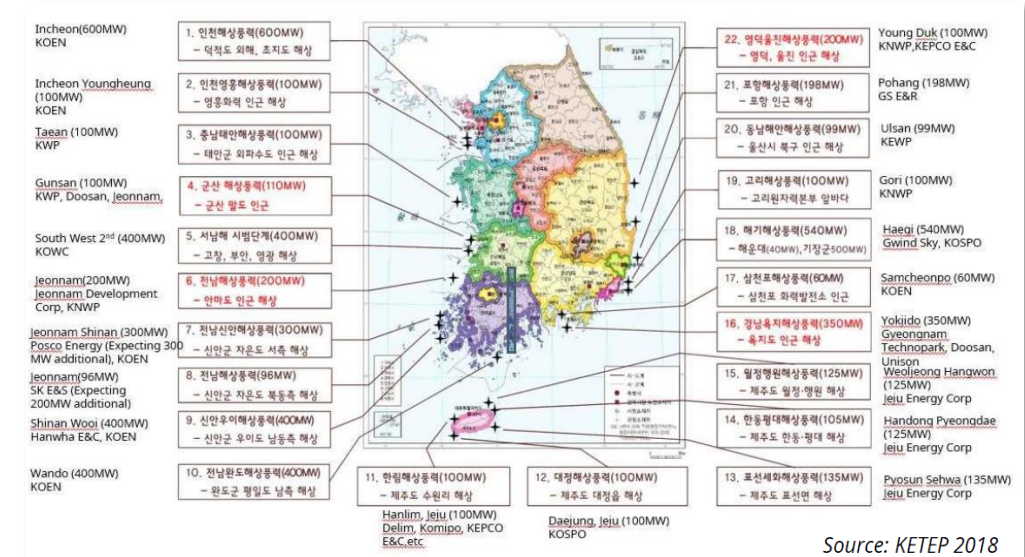 Incheon(600MW)
KOEN
Incheon Youngheung
(100MW)
KOEN
Taean (100MW)
KWP
Gunsan (100MW)
KWP, Doosan, Jeonnam,
South West 2nd (400MW)
KOWC
Jeonnam(200MW)
Jeonnam Development
Corp, KNWP
Jeonnam Shinan (300MW)
Posco Energy (Expecting 300
MW additional), KOEN
Jeonnam(96MW)
SK E&S (Expecting
200MW additional)
Shinan Wooi (400MW)
Hanwha E&C, KOEN
Wando (400MW)
KOEN
1. 인천해상풍력(600MW)
– 덕적도 외해, 초지도 해상
2. 인천영흥해상풍력(100MW)
– 영흥화력 인근 해상
3. 충남태안해상풍력(100MW)
– 태안군 외파수도 인근 해상
4. 군산 해상풍력(110MW)
– 군산 말도 인근
5. 서남해 시범단계(400MW)
– 고창, 부안, 영광 해상
6. 전남해상풍력(200MW)
– 안마도 인근 해상
7. 전남신안해상풍력(300MW)
– 신안군 자은도 서측 해상
8. 전남해상풍력(96MW)
– 신안군 자은도 북동측 해상
9. 신안우이해상풍력(400MW)
– 신안군 우이도 남동측 해상
10. 전남완도해상풍력(400MW)
– 완도군 평일도 남측 해상
11. 한림해상풍력(100MW)
– 제주도 수원리 해상
Hanlim, Jeju (100MW)
Delim, Komipo, KEPCO
E&C,etc
12. 대정해상풍력(100MW)
– 제주도 대정읍 해상
Daejung, Jeju (100MW)
KOSPO
22. 영덕울진해상풍력(200MW)
– 영덕, 울진 인근 해상
21. 포항해상풍력(198MW)
– 포항 인근 해상
20. 동남해안해상풍력(99MW)
– 울산시 북구 인근 해상
19. 고리해상풍력(100MW)
– 고리원자력본부 앞바다
18. 해기해상풍력(540MW)
– 해운대(40MW),기장군500MW)
17. 삼천포해상풍력(60MW)
– 삼천포 화력발전소 인근
16. 경남욕지해상풍력(350MW)
– 욕지도 인근 해상
15. 월정행원해상풍력(125MW)
– 제주도 월정·행원 해상
14. 한동평대해상풍력(105MW)
– 제주도 한동·평대 해상
13. 표선세화해상풍력(135MW)
– 제주도 표선면 해상
Young Duk (100MW)
KNWP,KEPCO E&C
Pohang (198MW)
GS E&R
Ulsan (99MW)
KEWP
Gori (100MW)
KNWP
Haegi (540MW)
Gwind Sky, KOSPO
Samcheonpo (60MW)
KOEN
Yokjido (350MW)
Gyeongnam
Technopark, Doosan,
Unison
Weoljeong Hangwon
(125MW)
Jeju Energy Corp
Handong Pyeongdae
(125MW)
Jeju Energy Corp
Pyosun Sehwa (135MW)
Jeju Energy Corp
Source: KETEP 2018